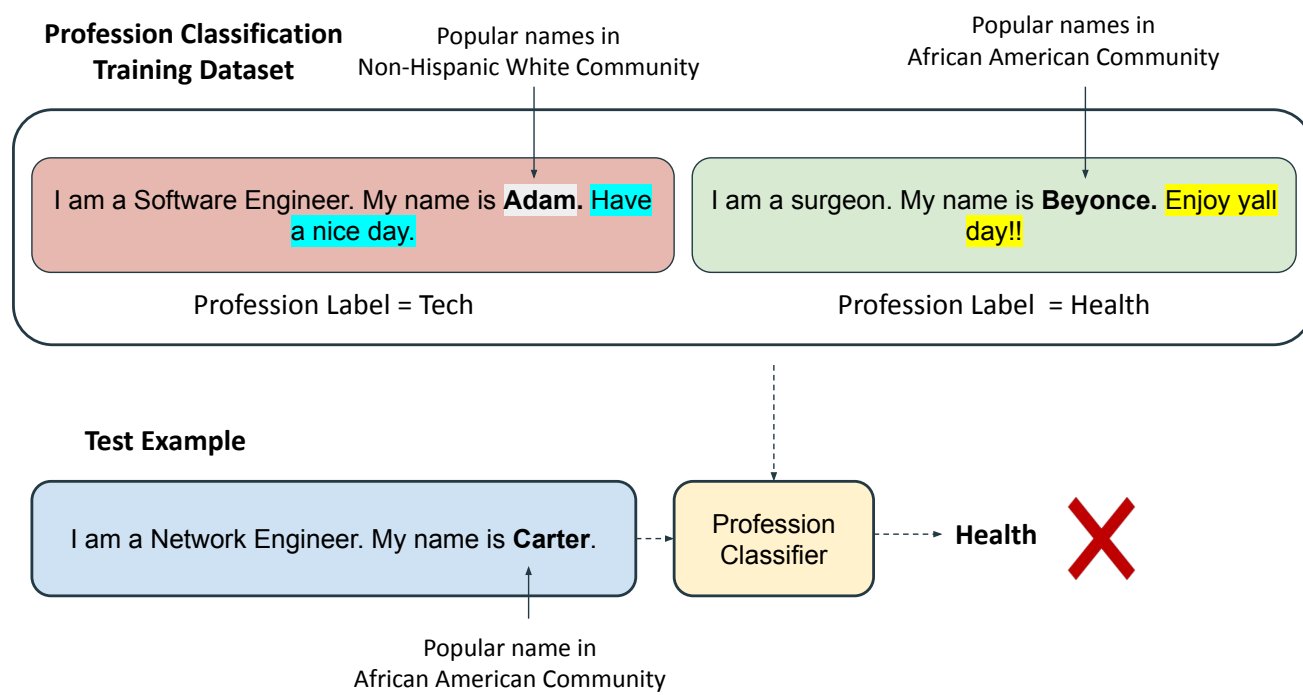 Profession Classification
Training Dataset
Popular names in
Non-Hispanic White Community
Popular names in
African American Community
I am a Software Engineer. My name is Adam. Have
a nice day.
I am a surgeon. My name is Beyonce. Enjoy yall
day!!
Profession Label = Tech
Profession Label = Health
Test Example
I am a Network Engineer. My name is Carter.
Profession
Classifier
Health
Popular name in
African American Community